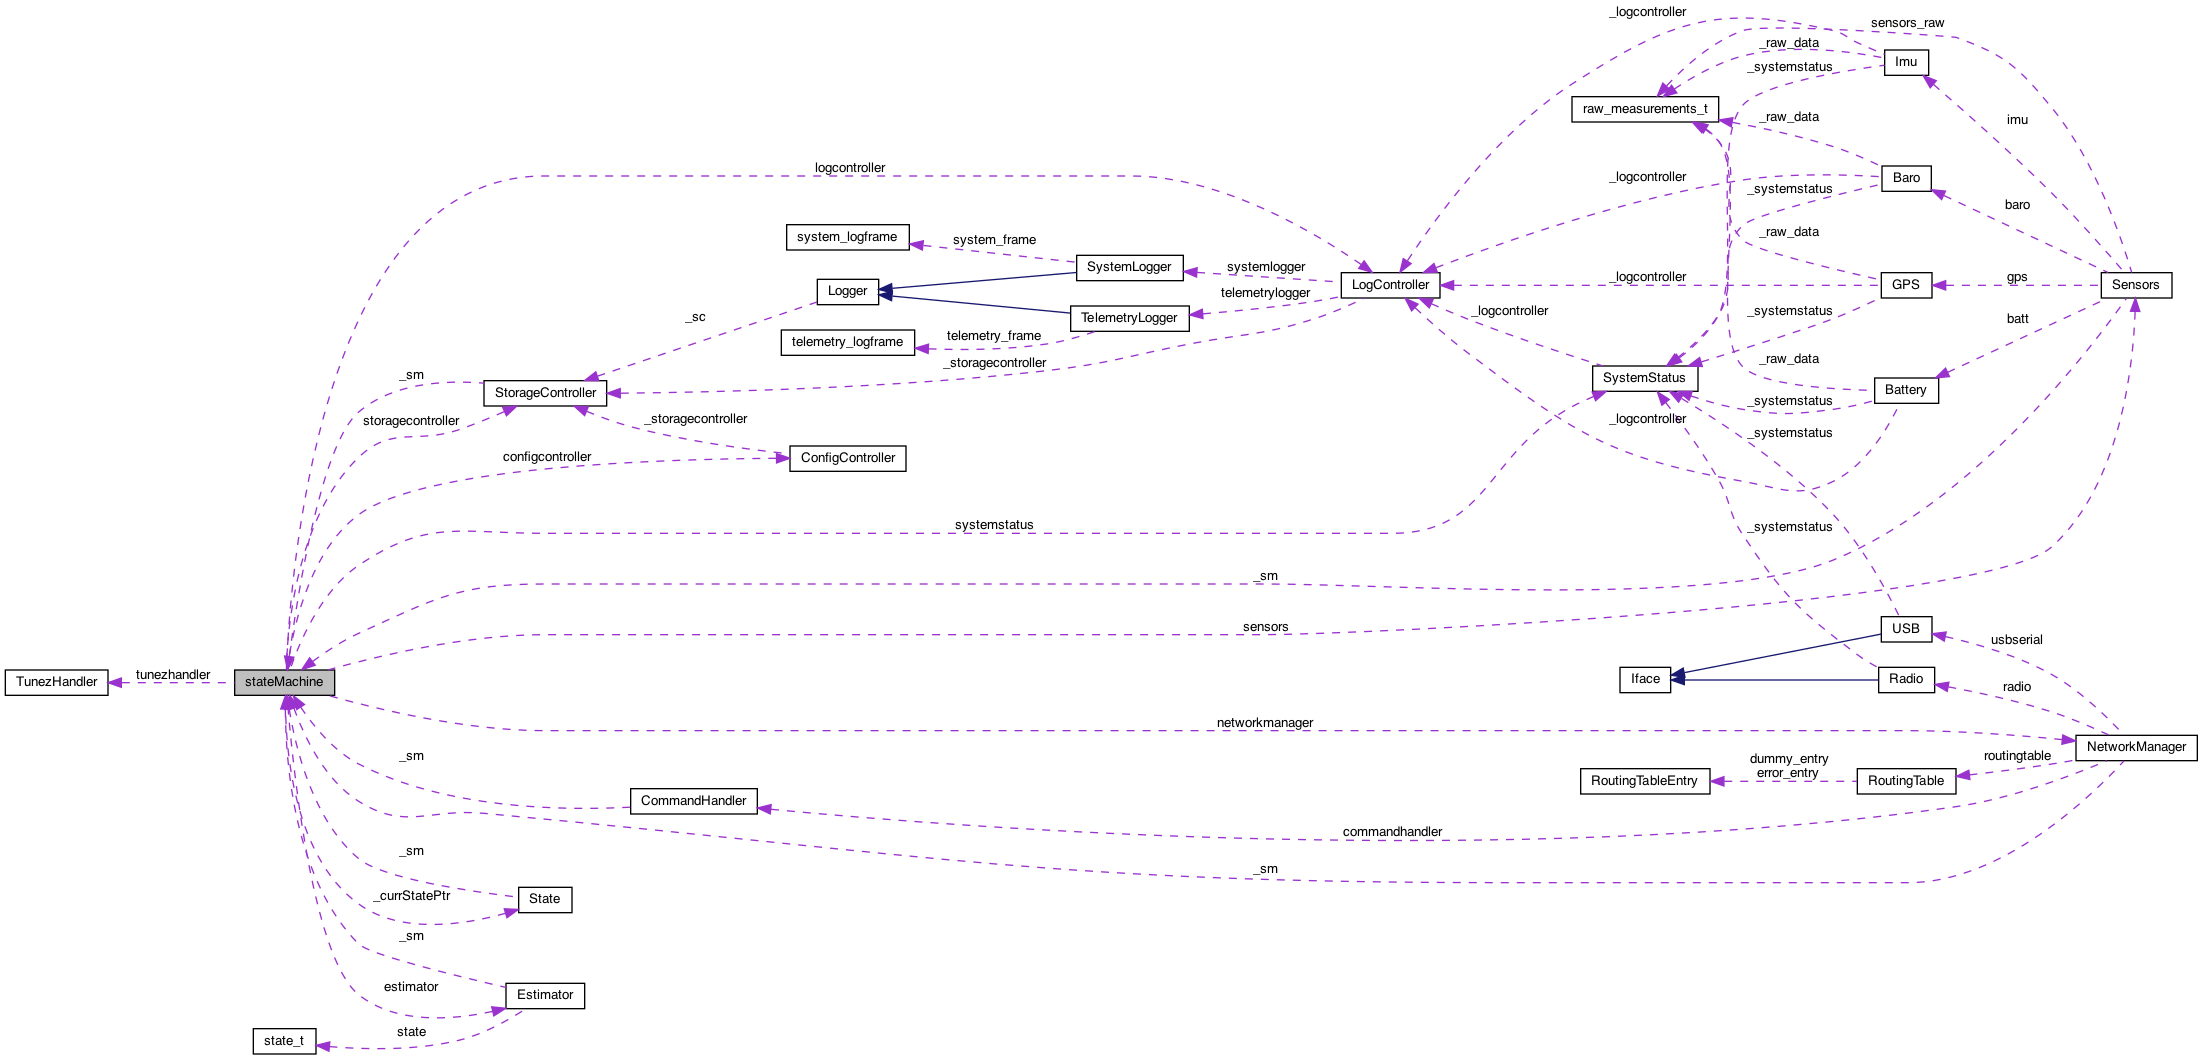 _logcontroller
sensors_raw
_raw_data
Imu
_systemstatus
raw_measurements_t
_raw_data
imu
logcontroller
_logcontroller
Baro
_systemstatus
baro
_raw_data
system_logframe
system_frame
SystemLogger
systemlogger
_logcontroller
gps
LogController
GPS
Sensors
Logger
telemetrylogger
_logcontroller
_systemstatus
_sc
TelemetryLogger
batt
telemetry_logframe
telemetry_frame
_raw_data
_storagecontroller
_sm
SystemStatus
StorageController
Battery
_systemstatus
storagecontroller
_storagecontroller
_logcontroller
_systemstatus
configcontroller
ConfigController
systemstatus
_systemstatus
_sm
sensors
USB
usbserial
TunezHandler
tunezhandler
stateMachine
Iface
Radio
radio
networkmanager
_sm
NetworkManager
routingtable
dummy_entry
error_entry
RoutingTableEntry
RoutingTable
CommandHandler
commandhandler
_sm
_sm
_currStatePtr
State
_sm
estimator
Estimator
state
state_t